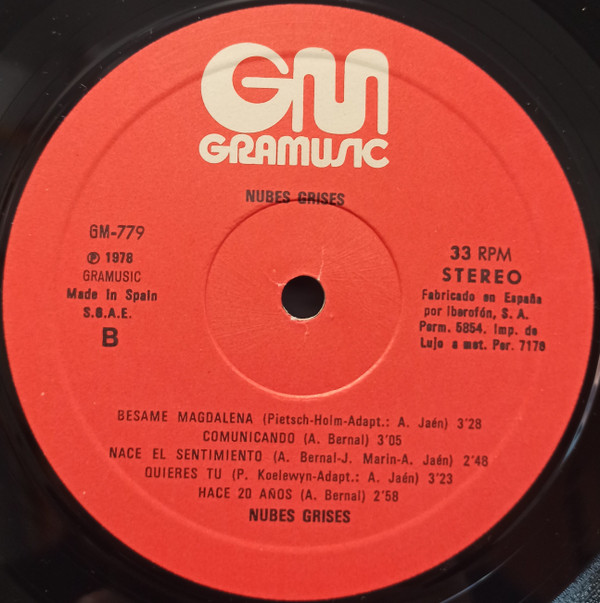 GM
GRAMUSIC
NUBES GRISES
GM-779
℗ 1978
GRAMUSIC
Made In Spain
S.G.A.E.
B
33 RPM
STEREO
Fabricado en España
por Iberofón, S. A.
Perm. 5854. Imp. de
Lujo a met. Per. 7176
BESAME MAGDALENA (Pietsch-Holm-Adapt.: A. Jaén) 3'28
COMUNICANDO (A. Bernal) 3'05
NACE EL SENTIMIENTO (A. Bernal-J. Marin-A. Jaén) 2'48
QUIERES TU (P. Koelewyn-Adapt.: A. Jaén) 3'23
HACE 20 AÑOS (A. Bernal) 2'58
NUBES GRISES